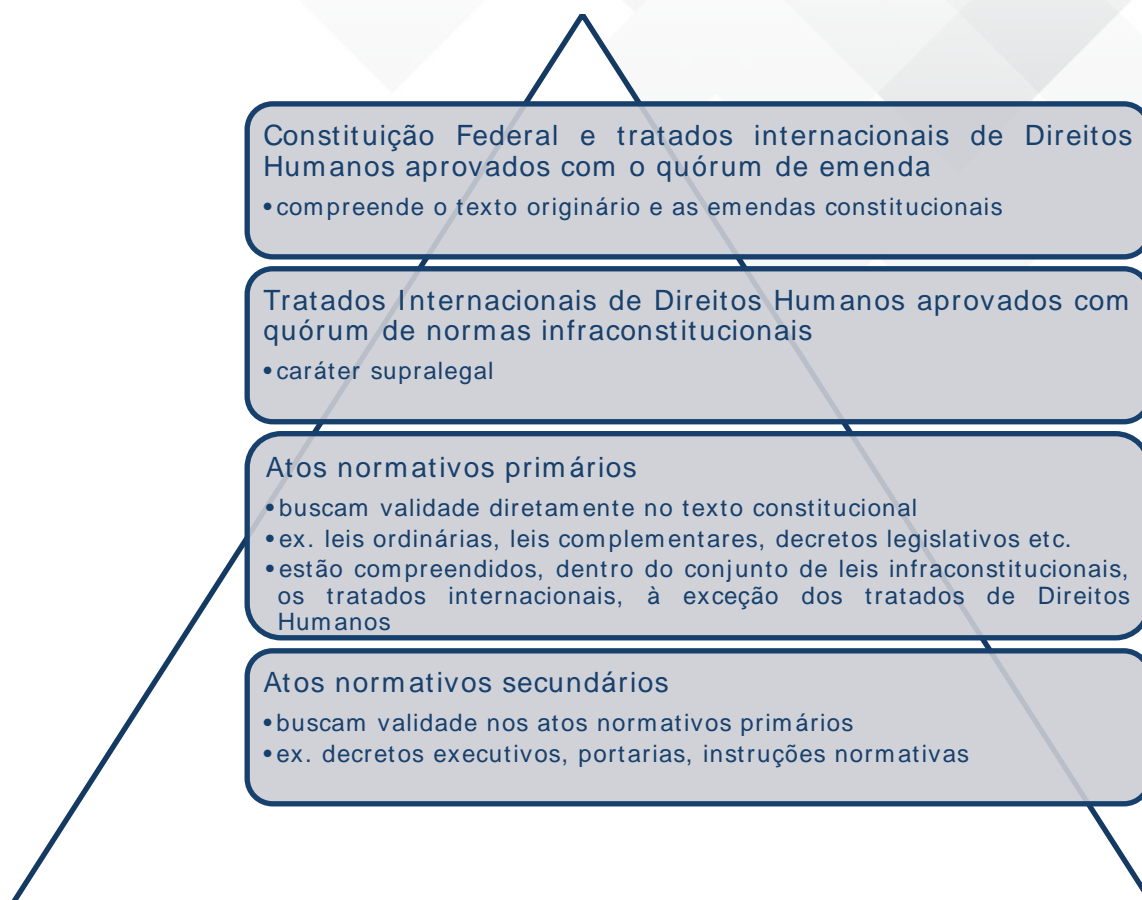 Constituição Federal e tratados internacionais de Direitos
Humanos aprovados com o quórum de emenda
•compreende o texto originário e as emendas constitucionais
Tratados Internacionais de Direitos Humanos aprovados com
quórum de normas infraconstitucionais
•caráter supralegal
Atos normativos primários
•buscam validade diretamente no texto constitucional
•ex. leis ordinárias, leis complementares, decretos legislativos etc.
•estão compreendidos, dentro do conjunto de leis infraconstitucionais,
os tratados internacionais, à exceção dos tratados de Direitos
Humanos
Atos normativos secundários
•buscam validade nos atos normativos primários
•ex. decretos executivos, portarias, instruções normativas